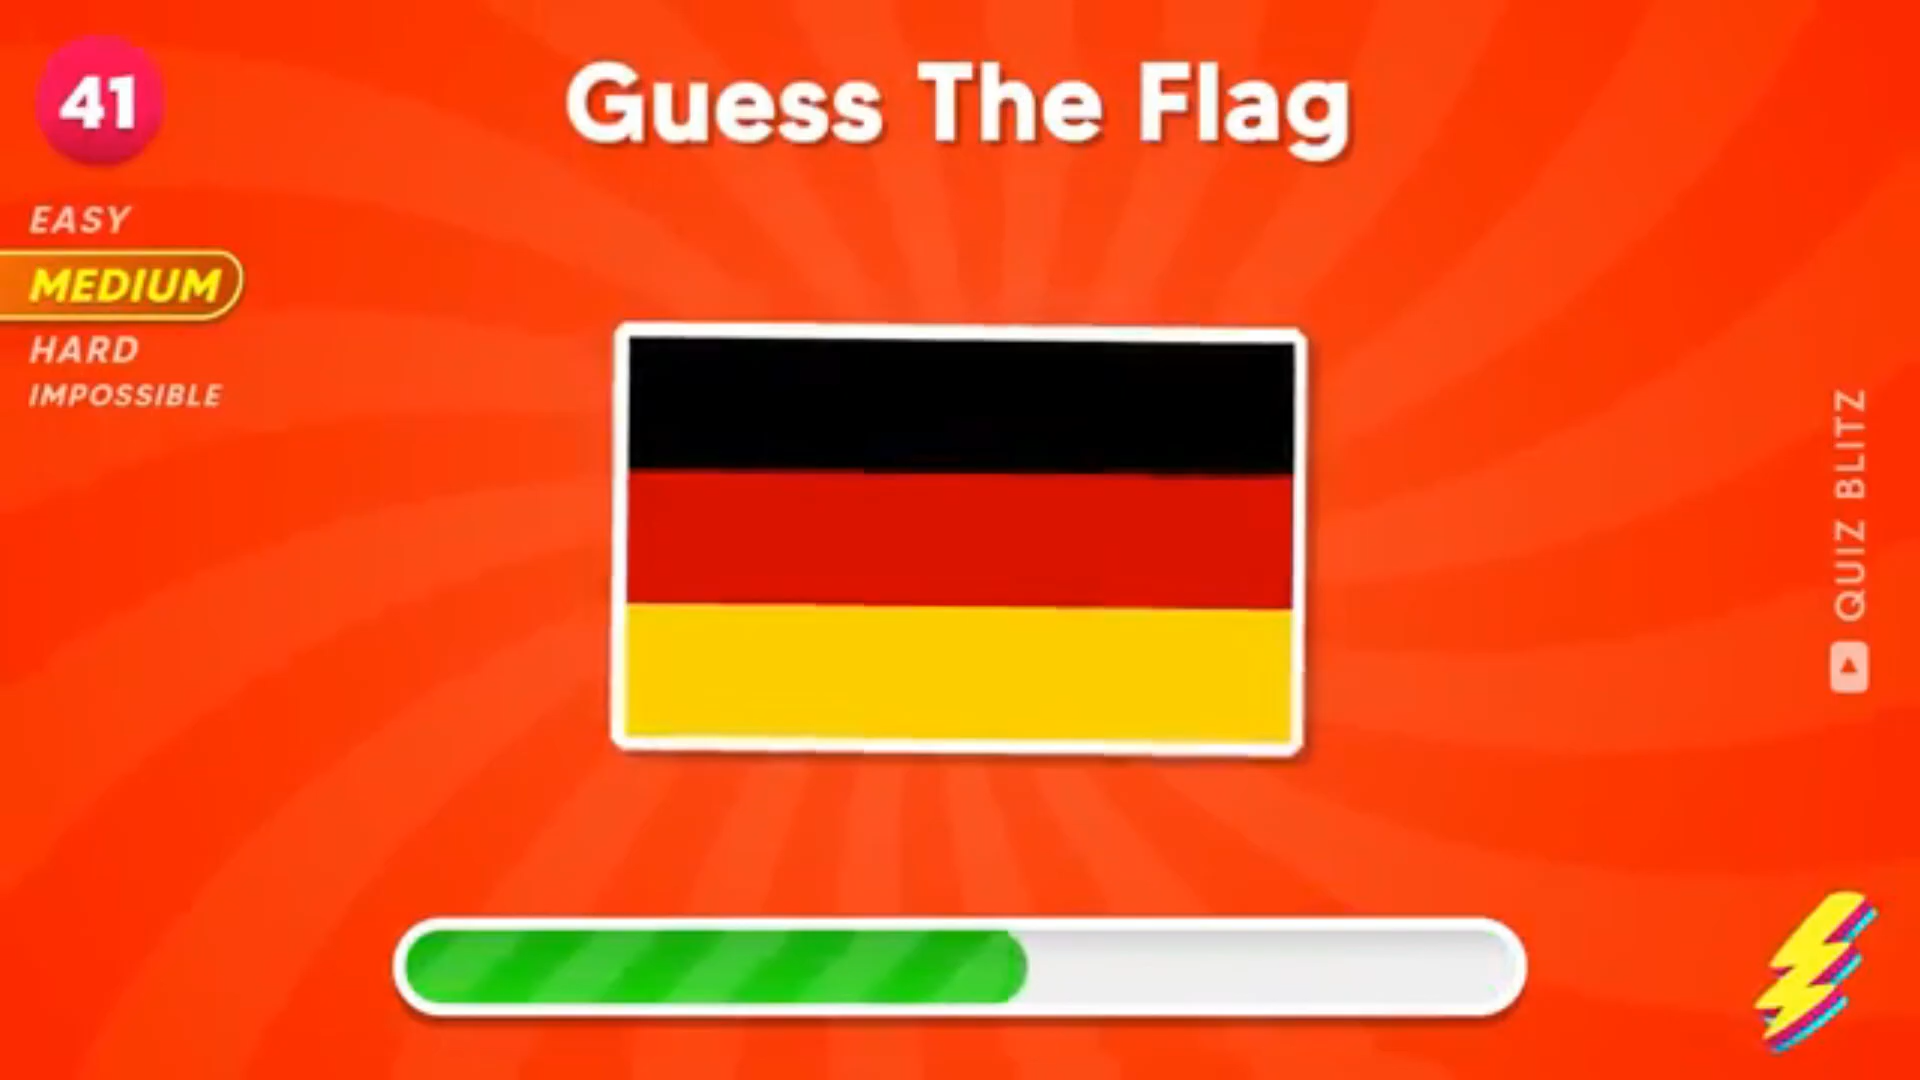 41
Guess The Flag
EASY
MEDIUM
HARD
IMPOSSIBLE
QUIZ BLITZ